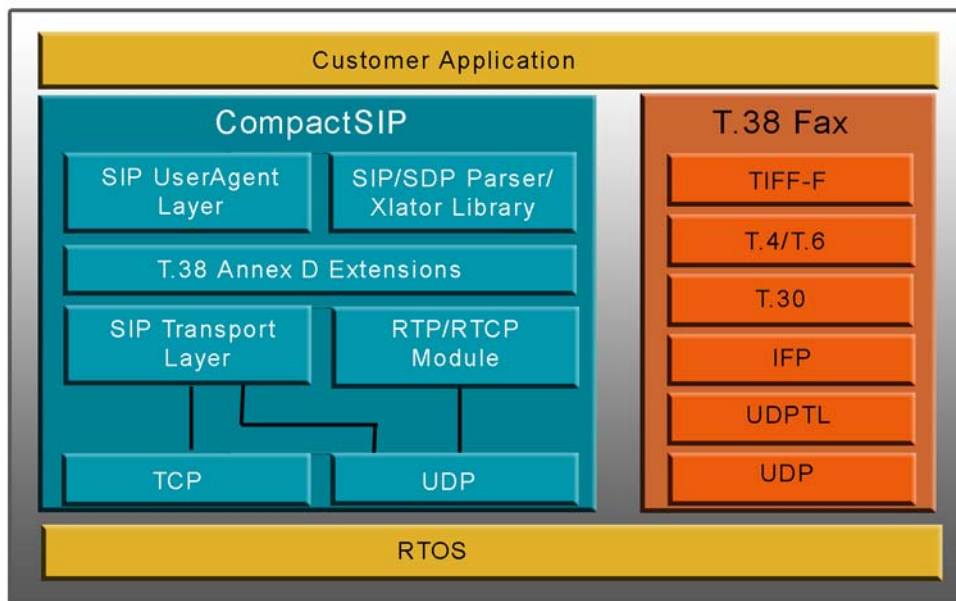 Customer Application
CompactSIP
SIP UserAgent
Layer
SIP/SDP Parser/
Xlator Library
T.38 Annex D Extensions
SIP Transport
Layer
RTP/RTCP
Module
TCP
UDP
T.38 Fax
TIFF-F
T.4/T.6
T.30
IFP
UDPTL
UDP
RTOS